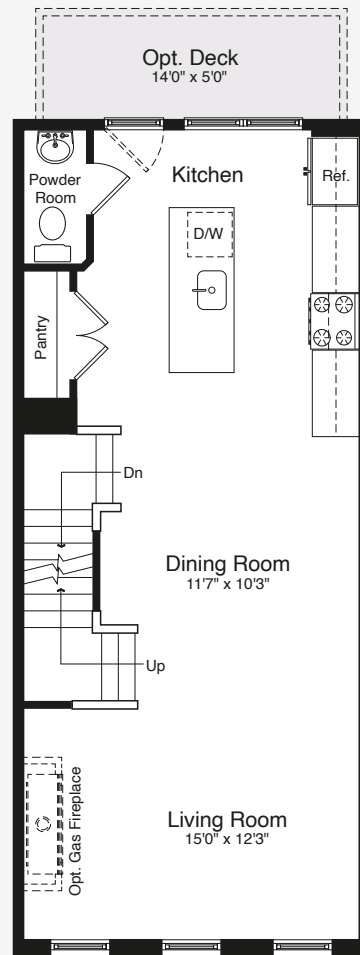 Opt. Deck
14'0" x 5'0"
Powder
Room
Kitchen
Ref.
D/W
Pantry
Dn
Dining Room
11'7" x 10'3"
Up
Opt. Gas Fireplace
Living Room
15'0" x 12'3"